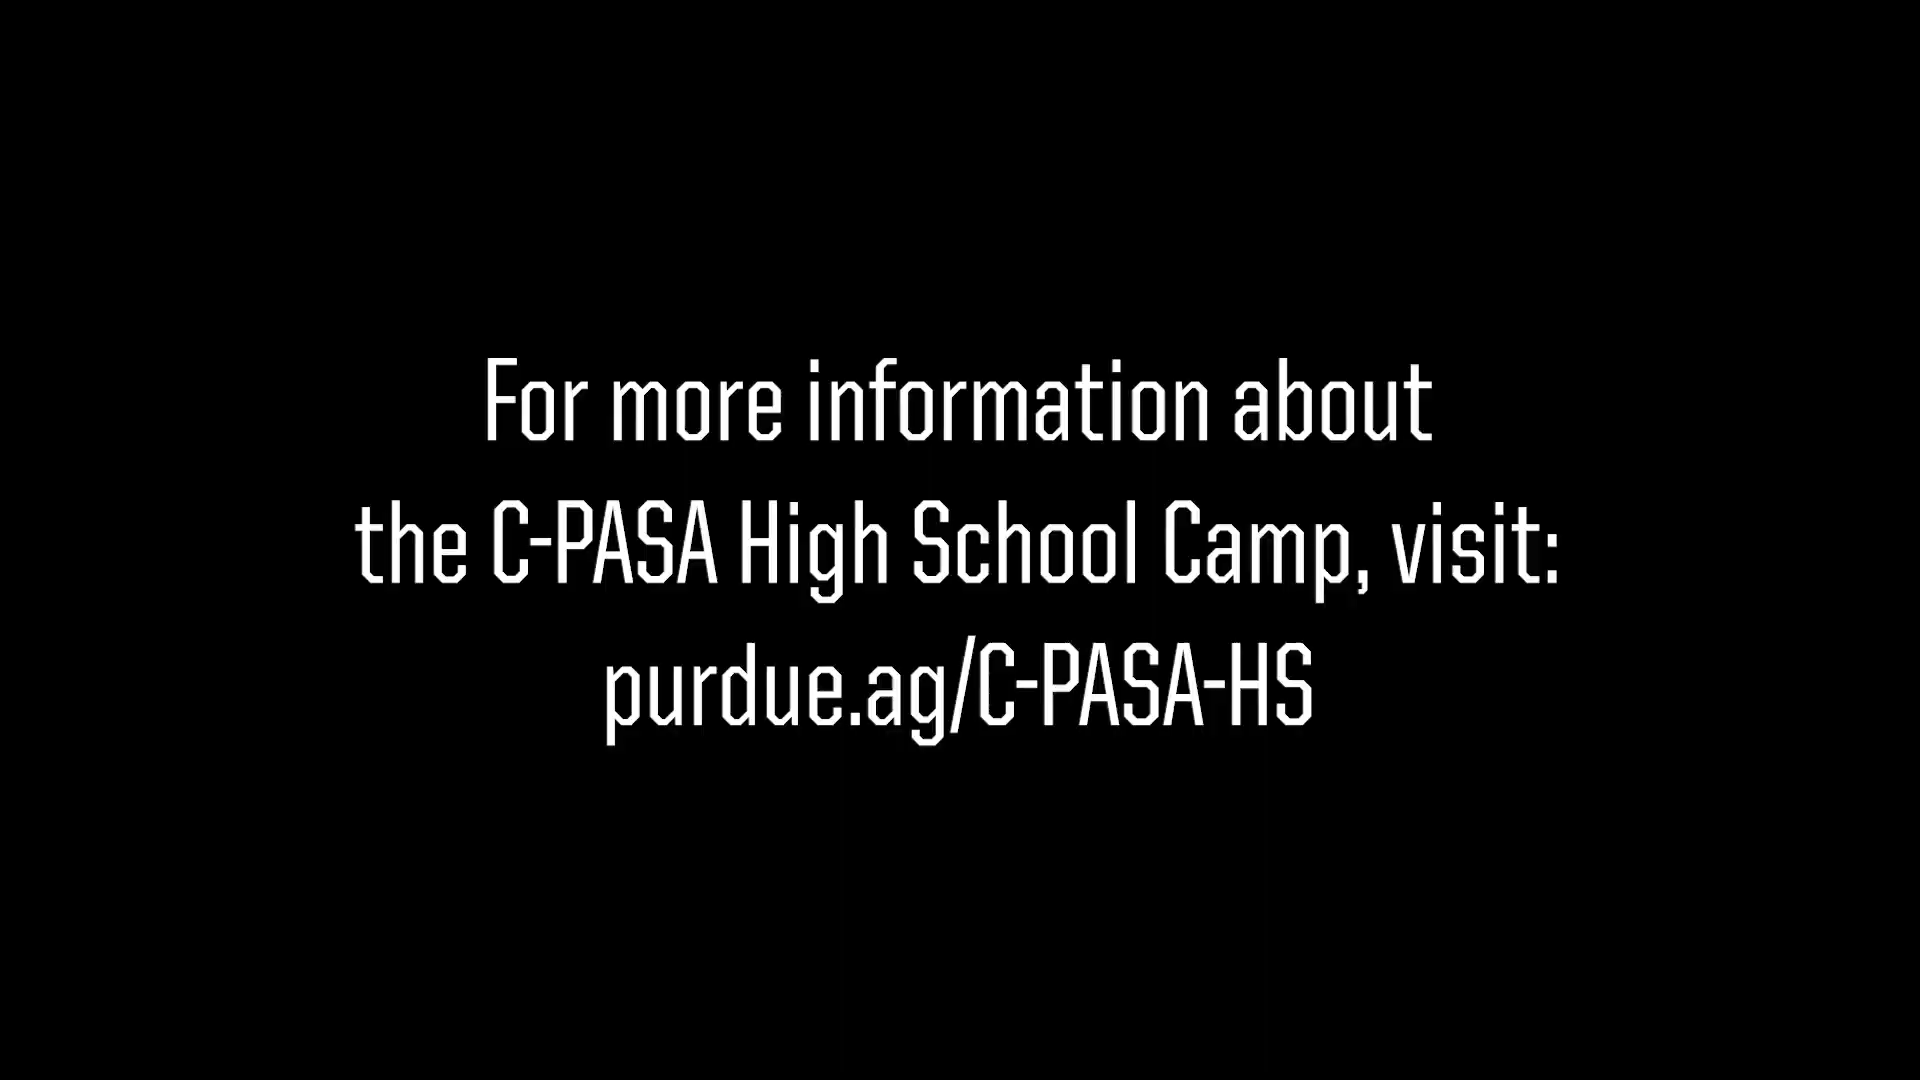 For more information about
the C-PASA High School Camp, visit:
purdue.ag/C-PASA-HS